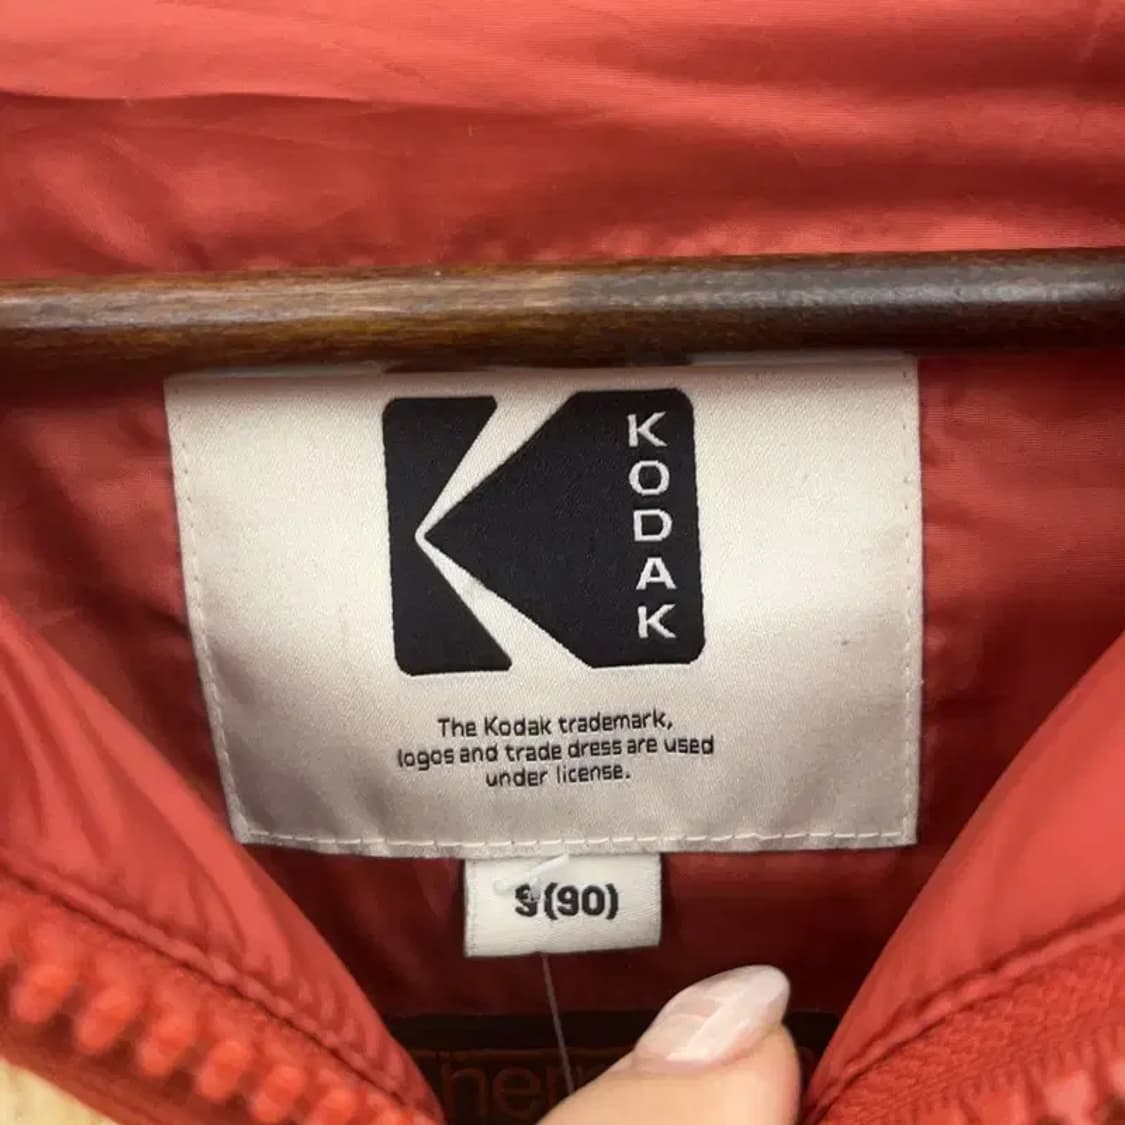 KODAK
The Kodak trademark,
logos and trade dress are used
under license.
S(90)